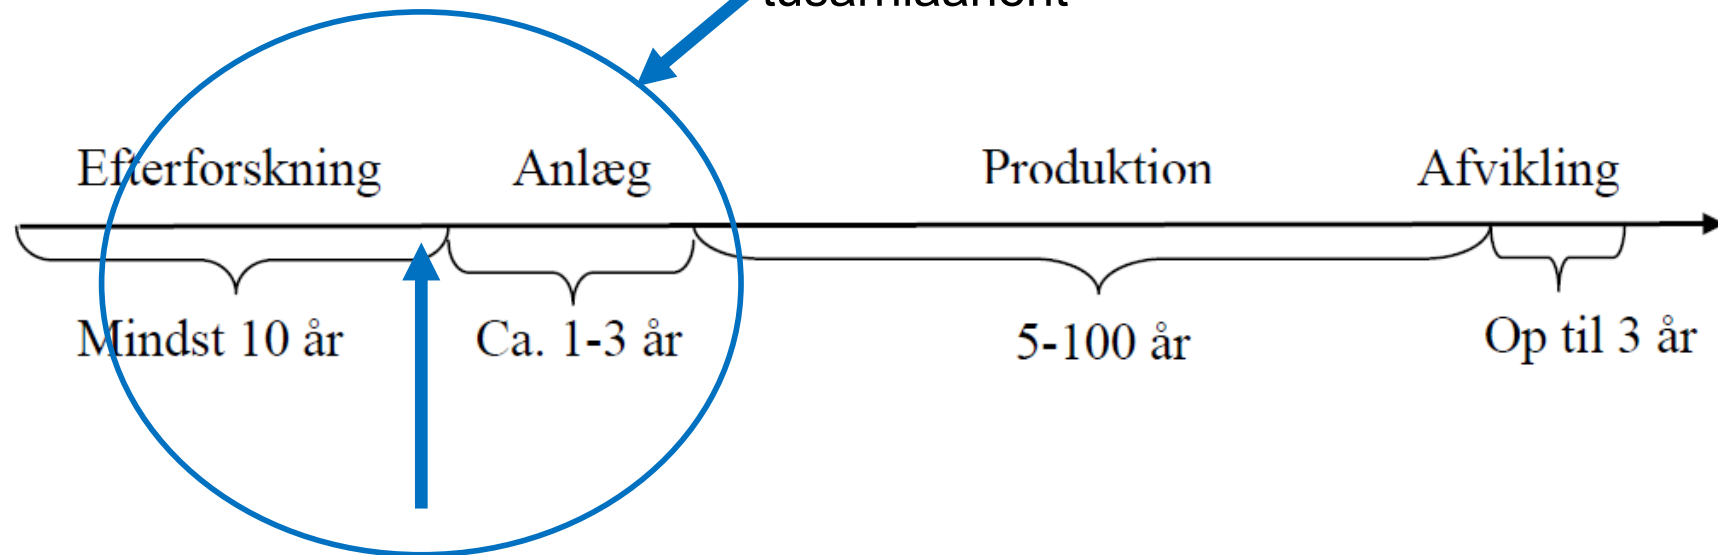 Efterforskning
Anlæg
Produktion
Afvikling
Mindst 10 år
Ca. 1-3 år
5-100 år
Op til 3 år